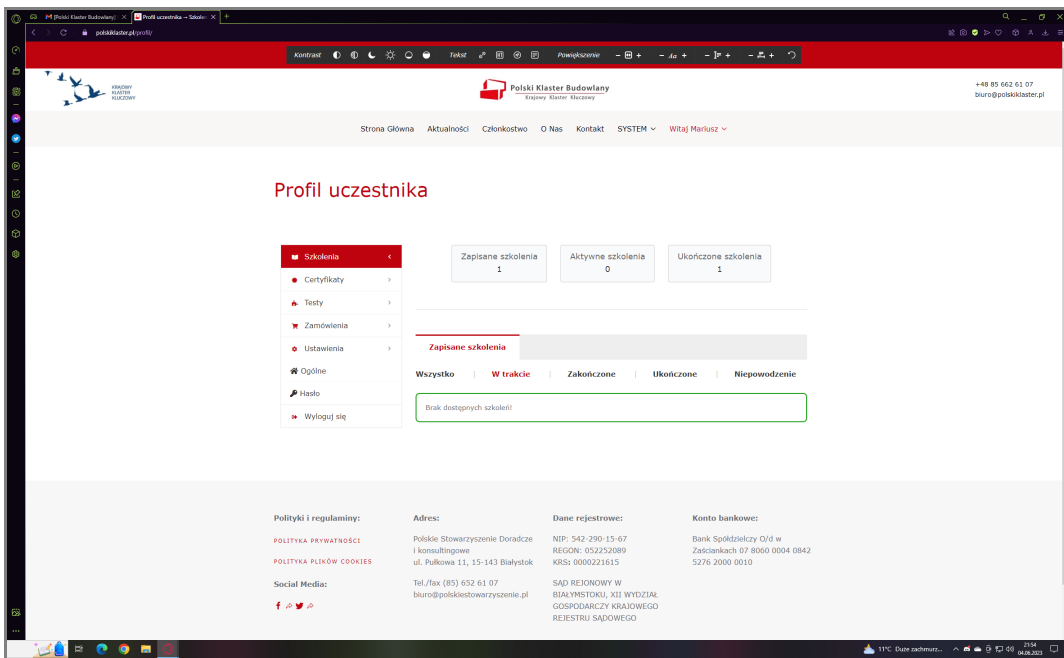 M [Polski Klaster Budowlany]
Profil uczestnika → Szkolen
polskiklaster.pl/profil/
Kontrast
Tekst
Powiększenie
Aa
KRAJOWY
KLASTER
KLUCZOWY
Polski Klaster Budowlany
Krajowy Klaster Kluczowy
+48 85 662 61 07
biuro@polskiklaster.pl
Strona Główna Aktualności Członkostwo O Nas Kontakt SYSTEM Witaj Mariusz
Profil uczestnika
Szkolenia
Certyfikaty
Testy
Zamówienia
Ustawienia
Ogólne
Hasło
Wyloguj się
Zapisane szkolenia
1
Aktywne szkolenia
0
Ukończone szkolenia
1
Zapisane szkolenia
Wszystko | W trakcie | Zakończone | Ukończone | Niepowodzenie
Brak dostępnych szkoleń!
Polityki i regulaminy:
POLITYKA PRYWATNOŚCI
POLITYKA PLIKÓW COOKIES
Social Media:
Adres:
Polskie Stowarzyszenie Doradcze
i konsultingowe
ul. Pułkowa 11, 15-143 Białystok
Tel./fax (85) 652 61 07
biuro@polskiestowarzyszenie.pl
Dane rejestrowe:
NIP: 542-290-15-67
REGON: 052252089
KRS: 0000221615
SĄD REJONOWY W
BIAŁYMSTOKU, XII WYDZIAŁ
GOSPODARCZY KRAJOWEGO
REJESTRU SĄDOWEGO
Konto bankowe:
Bank Spółdzielczy O/d w
Zaściankach 07 8060 0004 0842
5276 2000 0010
11°C Duże zachmurz...
21:54
04.06.2023